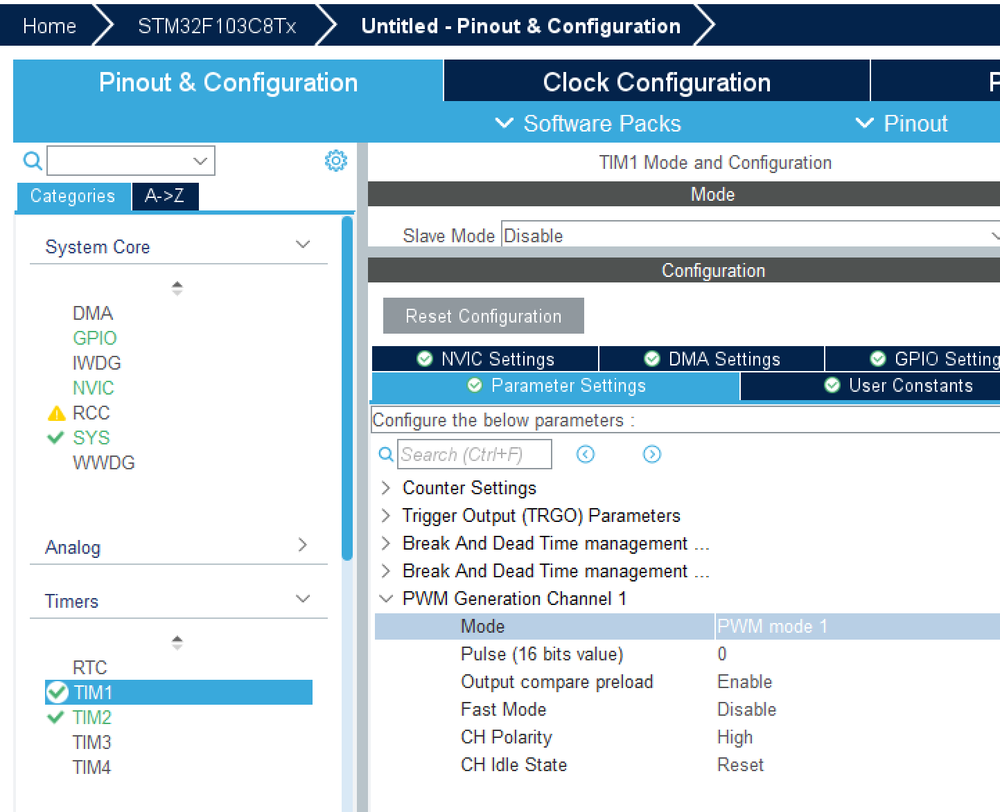 Home STM32F103C8Tx Untitled - Pinout & Configuration
Pinout & Configuration Clock Configuration P
Software Packs Pinout
TIM1 Mode and Configuration
Categories A->Z
Mode
Slave Mode Disable
System Core
Configuration
Reset Configuration
DMA
GPIO
IWDG
NVIC
RCC
SYS
WWDG
NVIC Settings DMA Settings GPIO Setting
Parameter Settings User Constants
Configure the below parameters :
Search (Ctrl+F)
Counter Settings
Trigger Output (TRGO) Parameters
Break And Dead Time management ...
Break And Dead Time management ...
PWM Generation Channel 1
Mode PWM mode 1
Pulse (16 bits value) 0
Output compare preload Enable
Fast Mode Disable
CH Polarity High
CH Idle State Reset
Analog
Timers
RTC
TIM1
TIM2
TIM3
TIM4